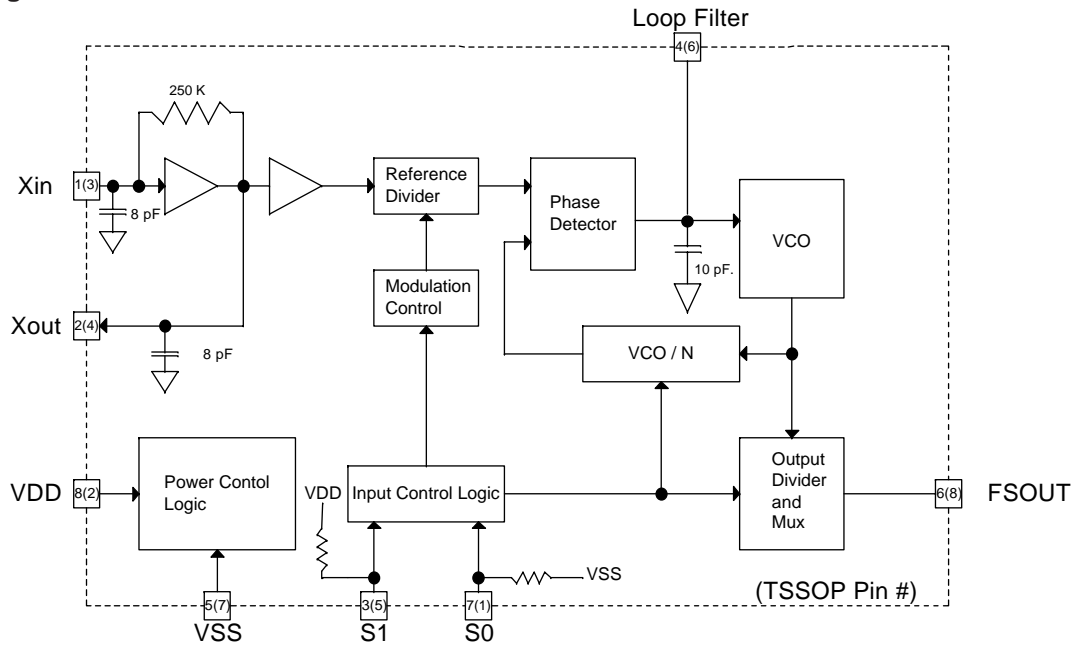 Loop Filter
4(6)
250 K
Xin
1(3)
8 pF
Reference
Divider
Phase
Detector
VCO
10 pF.
Modulation
Control
Xout
2(4)
8 pF
VCO / N
VDD
8(2)
Power Contol
Logic
VDD
Input Control Logic
Output
Divider
and
Mux
6(8)
FSOUT
VSS
(TSSOP Pin #)
5(7)
3(5)
7(1)
VSS
S1
S0